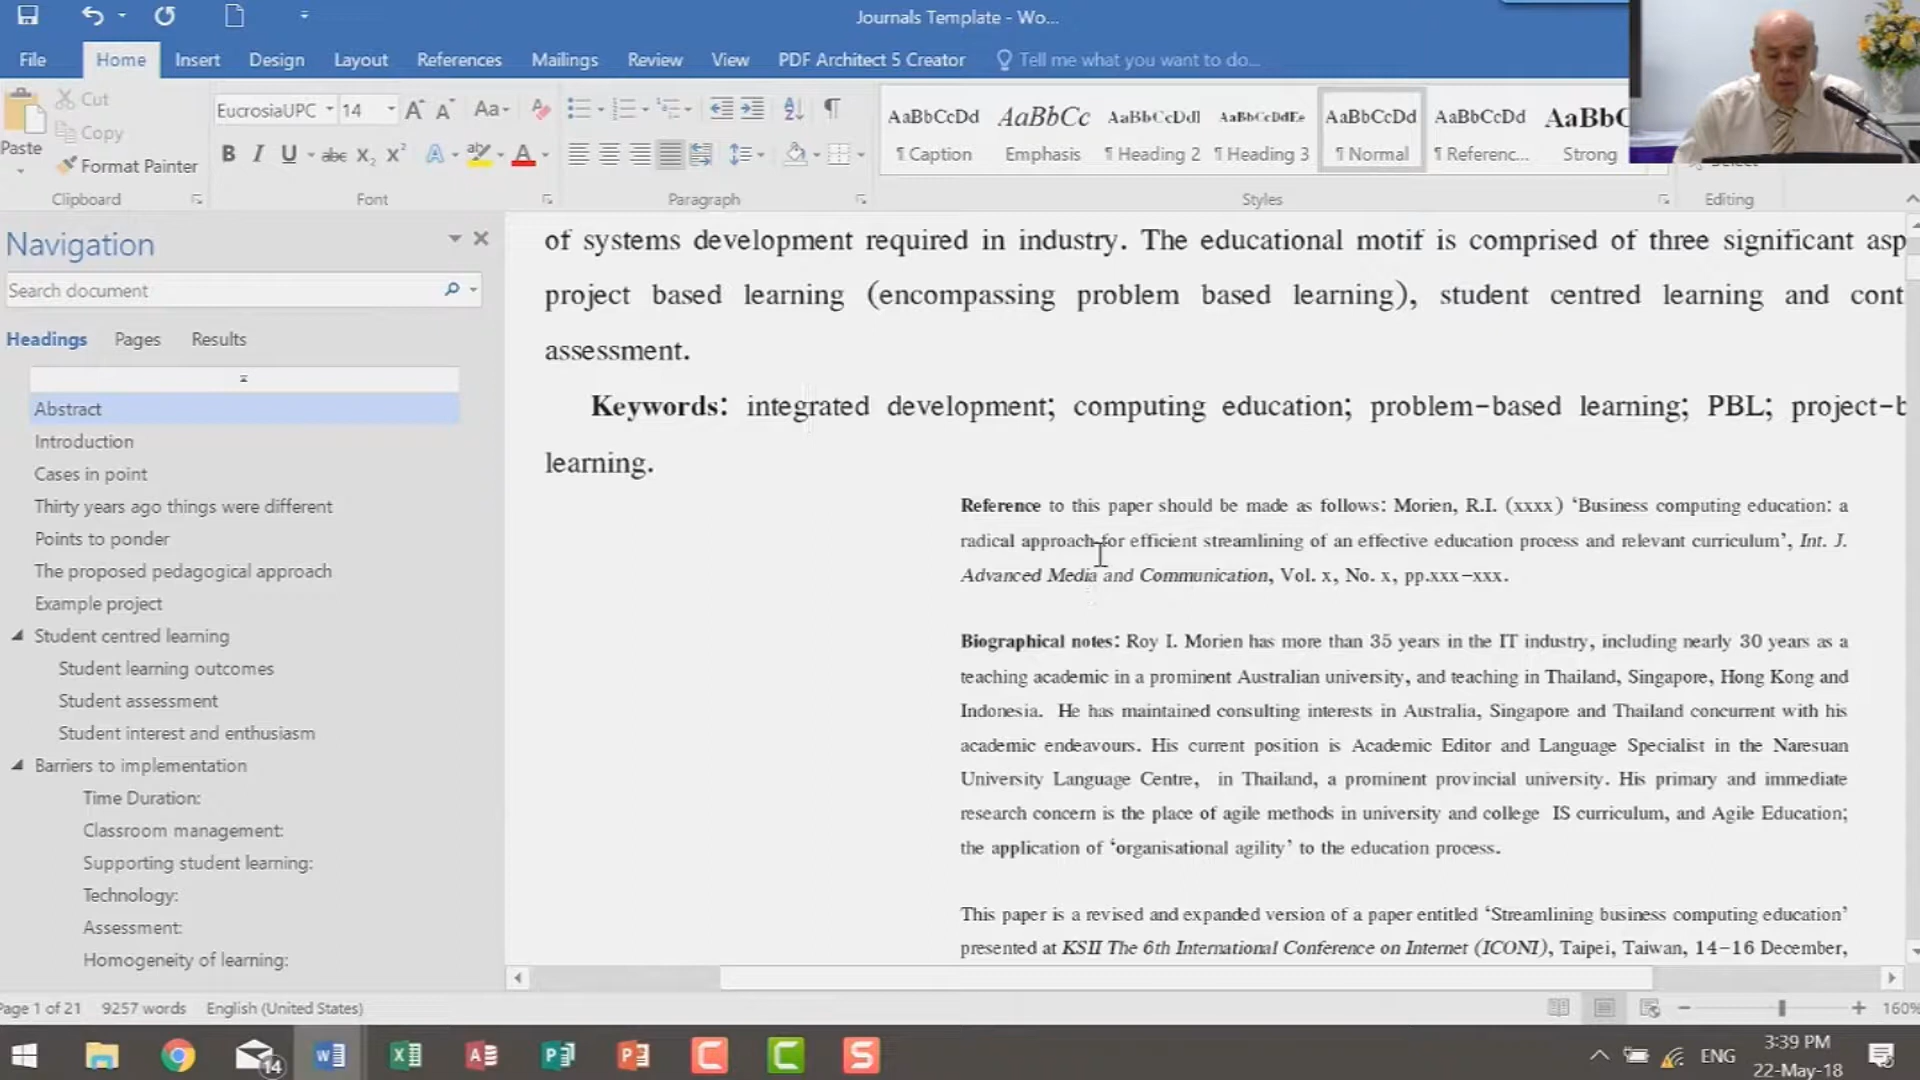 Journals Template - Wo...
File Home Insert Design Layout References Mailings Review View PDF Architect 5 Creator Tell me what you want to do...
Cut
Copy
Paste
Format Painter
Clipboard
EucrosiaUPC 14
Font
Paragraph
AaBbCcDd AaBbCc AaBbCcDdI AaBbCcDdEe AaBbCcDd AaBbCcDd AaBbC
¶ Caption Emphasis ¶ Heading 2 ¶ Heading 3 ¶ Normal ¶ Referenc... Strong
Styles
Editing
Navigation
Search document
Headings Pages Results
Abstract
Introduction
Cases in point
Thirty years ago things were different
Points to ponder
The proposed pedagogical approach
Example project
Student centred learning
Student learning outcomes
Student assessment
Student interest and enthusiasm
Barriers to implementation
Time Duration:
Classroom management:
Supporting student learning:
Technology:
Assessment:
Homogeneity of learning:
of systems development required in industry. The educational motif is comprised of three significant asp
project based learning (encompassing problem based learning), student centred learning and cont
assessment.
Keywords: integrated development; computing education; problem-based learning; PBL; project-b
learning.
Reference to this paper should be made as follows: Morien, R.I. (xxxx) ‘Business computing education: a
radical approach for efficient streamlining of an effective education process and relevant curriculum’, Int. J.
Advanced Media and Communication, Vol. x, No. x, pp.xxx–xxx.
Biographical notes: Roy I. Morien has more than 35 years in the IT industry, including nearly 30 years as a
teaching academic in a prominent Australian university, and teaching in Thailand, Singapore, Hong Kong and
Indonesia. He has maintained consulting interests in Australia, Singapore and Thailand concurrent with his
academic endeavours. His current position is Academic Editor and Language Specialist in the Naresuan
University Language Centre, in Thailand, a prominent provincial university. His primary and immediate
research concern is the place of agile methods in university and college IS curriculum, and Agile Education;
the application of ‘organisational agility’ to the education process.
This paper is a revised and expanded version of a paper entitled ‘Streamlining business computing education’
presented at KSII The 6th International Conference on Internet (ICONI), Taipei, Taiwan, 14–16 December,
Page 1 of 21 9257 words English (United States)
160%
14
ENG
3:39 PM
22-May-18